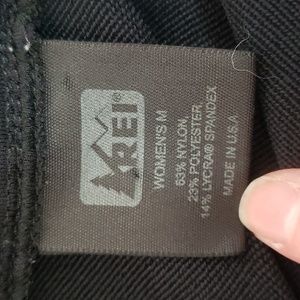 REI®
WOMEN'S M
63% NYLON,
23% POLYESTER,
14% LYCRA® SPANDEX
MADE IN U.S.A